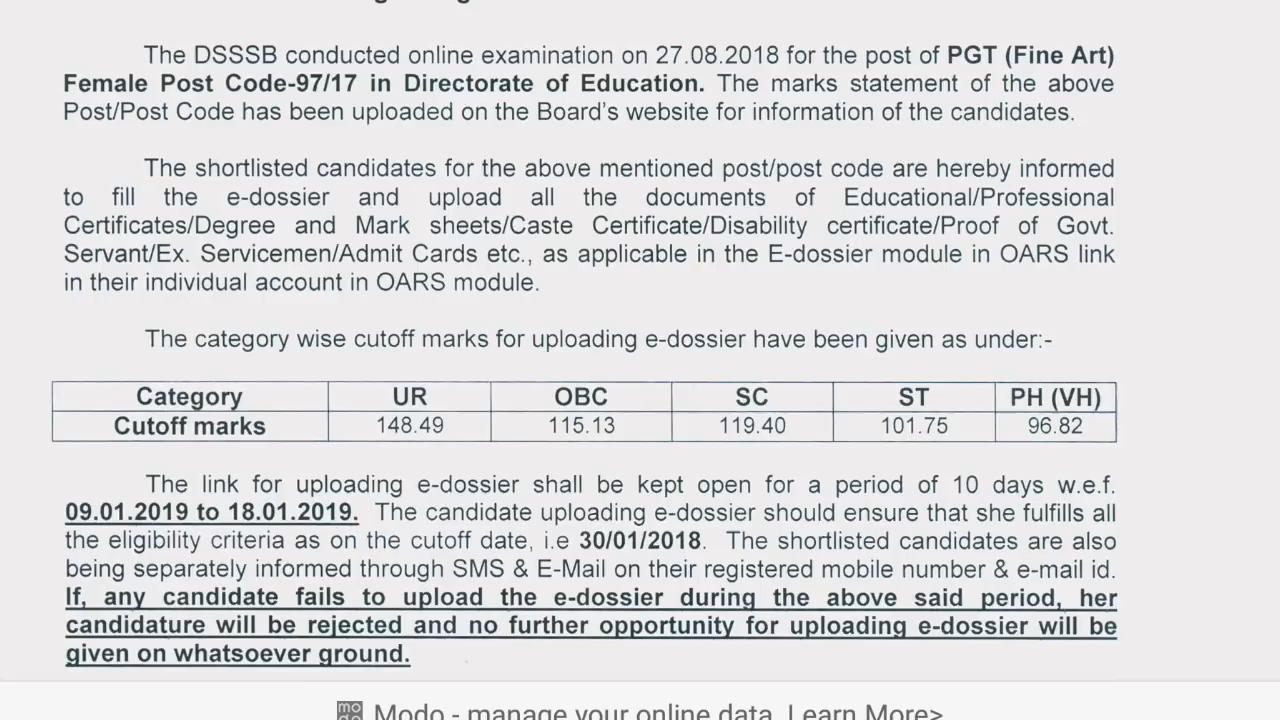 The DSSSB conducted online examination on 27.08.2018 for the post of PGT (Fine Art)
Female Post Code-97/17 in Directorate of Education. The marks statement of the above
Post/Post Code has been uploaded on the Board's website for information of the candidates.
The shortlisted candidates for the above mentioned post/post code are hereby informed
to fill the e-dossier and upload all the documents of Educational/Professional
Certificates/Degree and Mark sheets/Caste Certificate/Disability certificate/Proof of Govt.
Servant/Ex. Servicemen/Admit Cards etc., as applicable in the E-dossier module in OARS link
in their individual account in OARS module.
The category wise cutoff marks for uploading e-dossier have been given as under:-
Category UR OBC SC ST PH (VH)
Cutoff marks 148.49 115.13 119.40 101.75 96.82
The link for uploading e-dossier shall be kept open for a period of 10 days w.e.f.
09.01.2019 to 18.01.2019. The candidate uploading e-dossier should ensure that she fulfills all
the eligibility criteria as on the cutoff date, i.e 30/01/2018. The shortlisted candidates are also
being separately informed through SMS & E-Mail on their registered mobile number & e-mail id.
If, any candidate fails to upload the e-dossier during the above said period, her
candidature will be rejected and no further opportunity for uploading e-dossier will be
given on whatsoever ground.
Modo - manage your online data. Learn More>